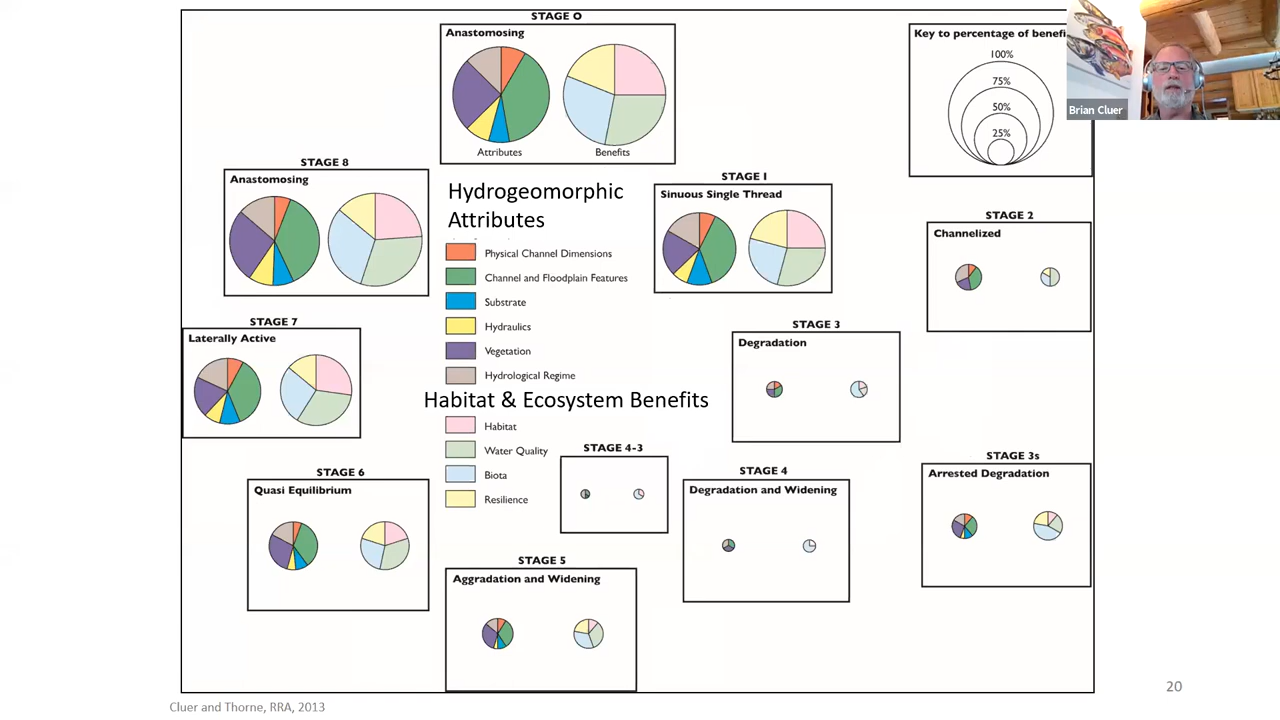 STAGE O
Anastomosing
Attributes
Benefits
Key to percentage of benefi
100%
75%
50%
25%
Brian Cluer
STAGE 8
Anastomosing
Hydrogeomorphic
Attributes
Physical Channel Dimensions
Channel and Floodplain Features
Substrate
Hydraulics
Vegetation
Hydrological Regime
STAGE 1
Sinuous Single Thread
STAGE 2
Channelized
STAGE 7
Laterally Active
STAGE 3
Degradation
Habitat & Ecosystem Benefits
Habitat
Water Quality
Biota
Resilience
STAGE 4-3
STAGE 6
Quasi Equilibrium
STAGE 4
Degradation and Widening
STAGE 3s
Arrested Degradation
STAGE 5
Aggradation and Widening
20
Cluer and Thorne, RRA, 2013